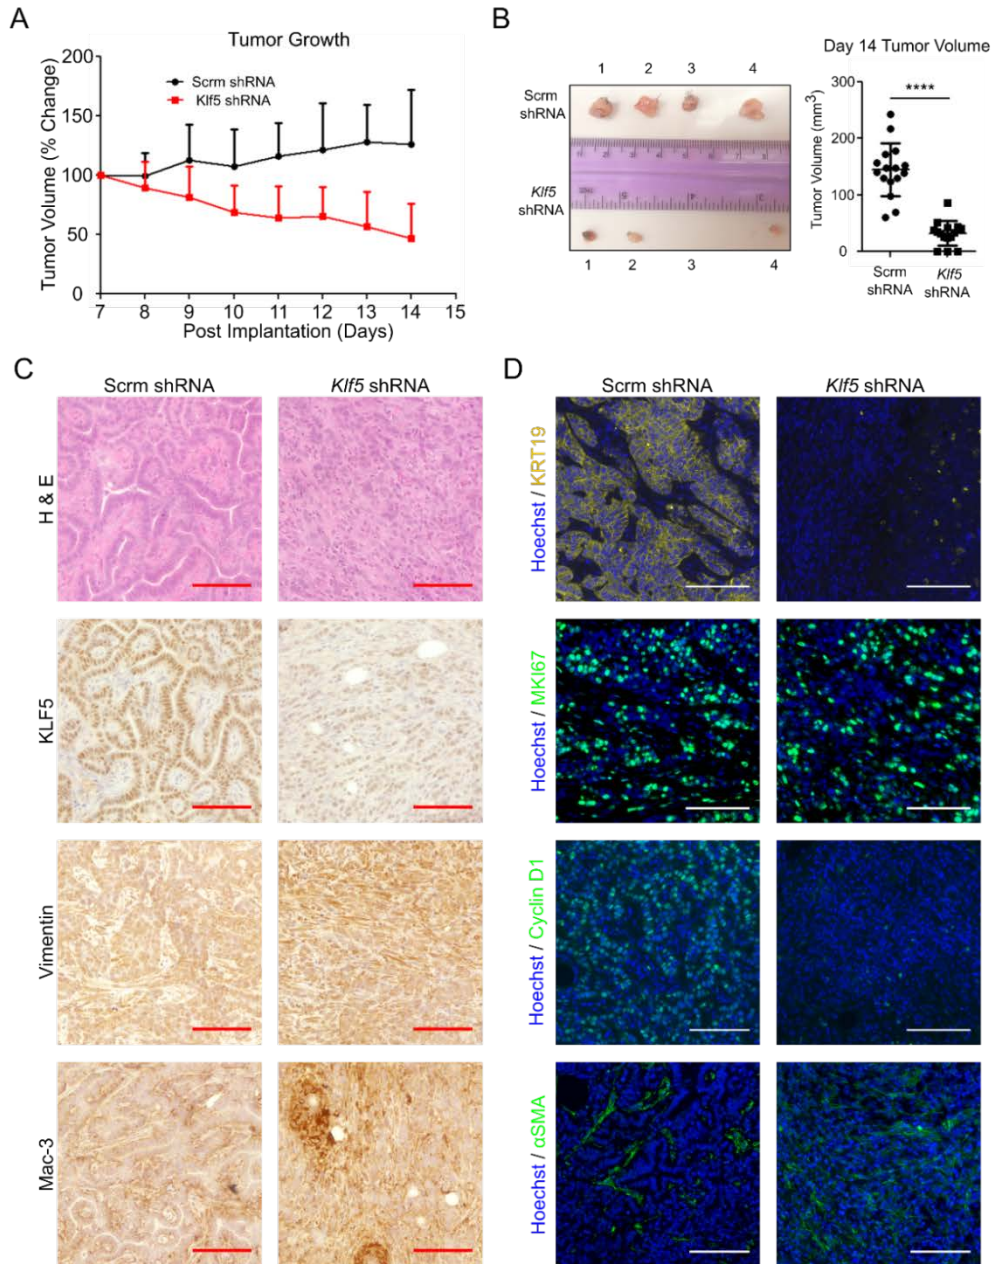 A
Tumor Growth
Tumor Volume (% Change)
200
150
100
50
0
Scrm shRNA
Klf5 shRNA
7 8 9 10 11 12 13 14 15
Post Implantation (Days)
B
1 2 3 4
Scrm
shRNA
Klf5
shRNA
1 2 3 4
Day 14 Tumor Volume
Tumor Volume (mm3)
300
200
100
0
****
Scrm
shRNA
Klf5
shRNA
C
Scrm shRNA
Klf5 shRNA
H & E
KLF5
Vimentin
Mac-3
D
Scrm shRNA
Klf5 shRNA
Hoechst / KRT19
Hoechst / MKI67
Hoechst / Cyclin D1
Hoechst / αSMA